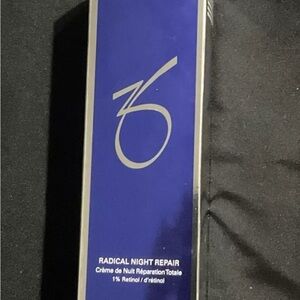 RADICAL NIGHT REPAIR
Crème de Nuit Réparation Totale
1% Retinol / d'rétinol